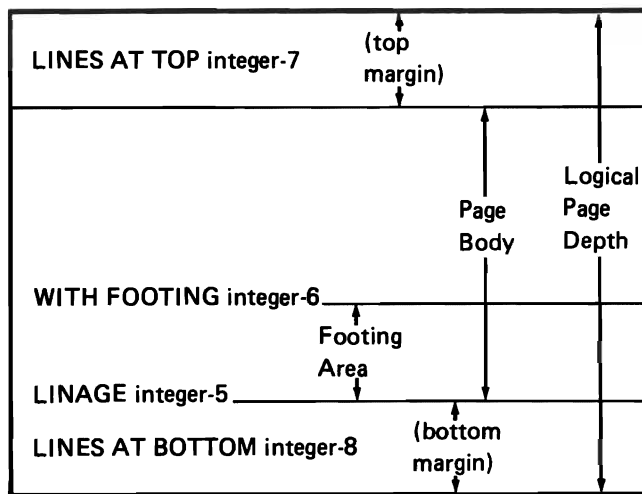 (top
LINES AT TOP integer-7
margin)
Logical
Page
Page
Body
Depth
WITH FOOTING integer-6
Footing
Area
LINAGE integer-5
(bottom
LINES AT BOTTOM integer-8
margin)